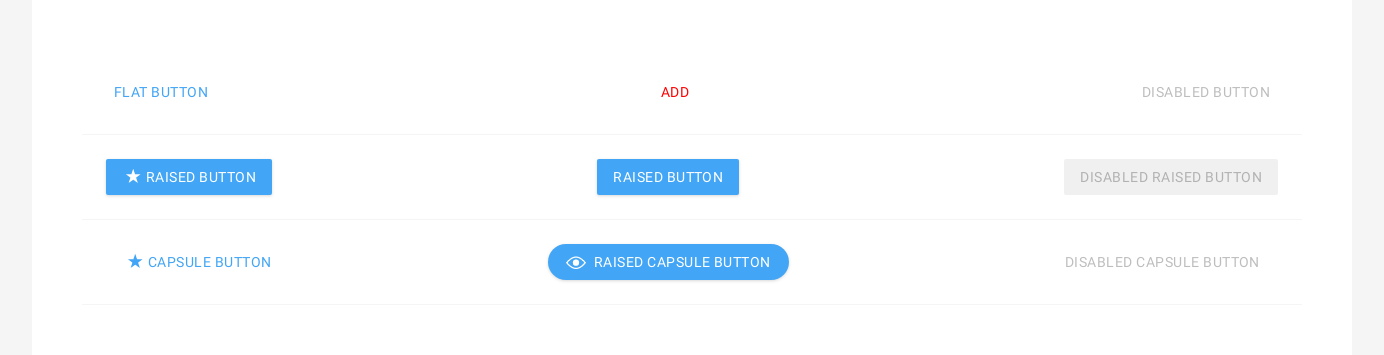 FLAT BUTTON
ADD
DISABLED BUTTON
RAISED BUTTON
RAISED BUTTON
DISABLED RAISED BUTTON
CAPSULE BUTTON
RAISED CAPSULE BUTTON
DISABLED CAPSULE BUTTON